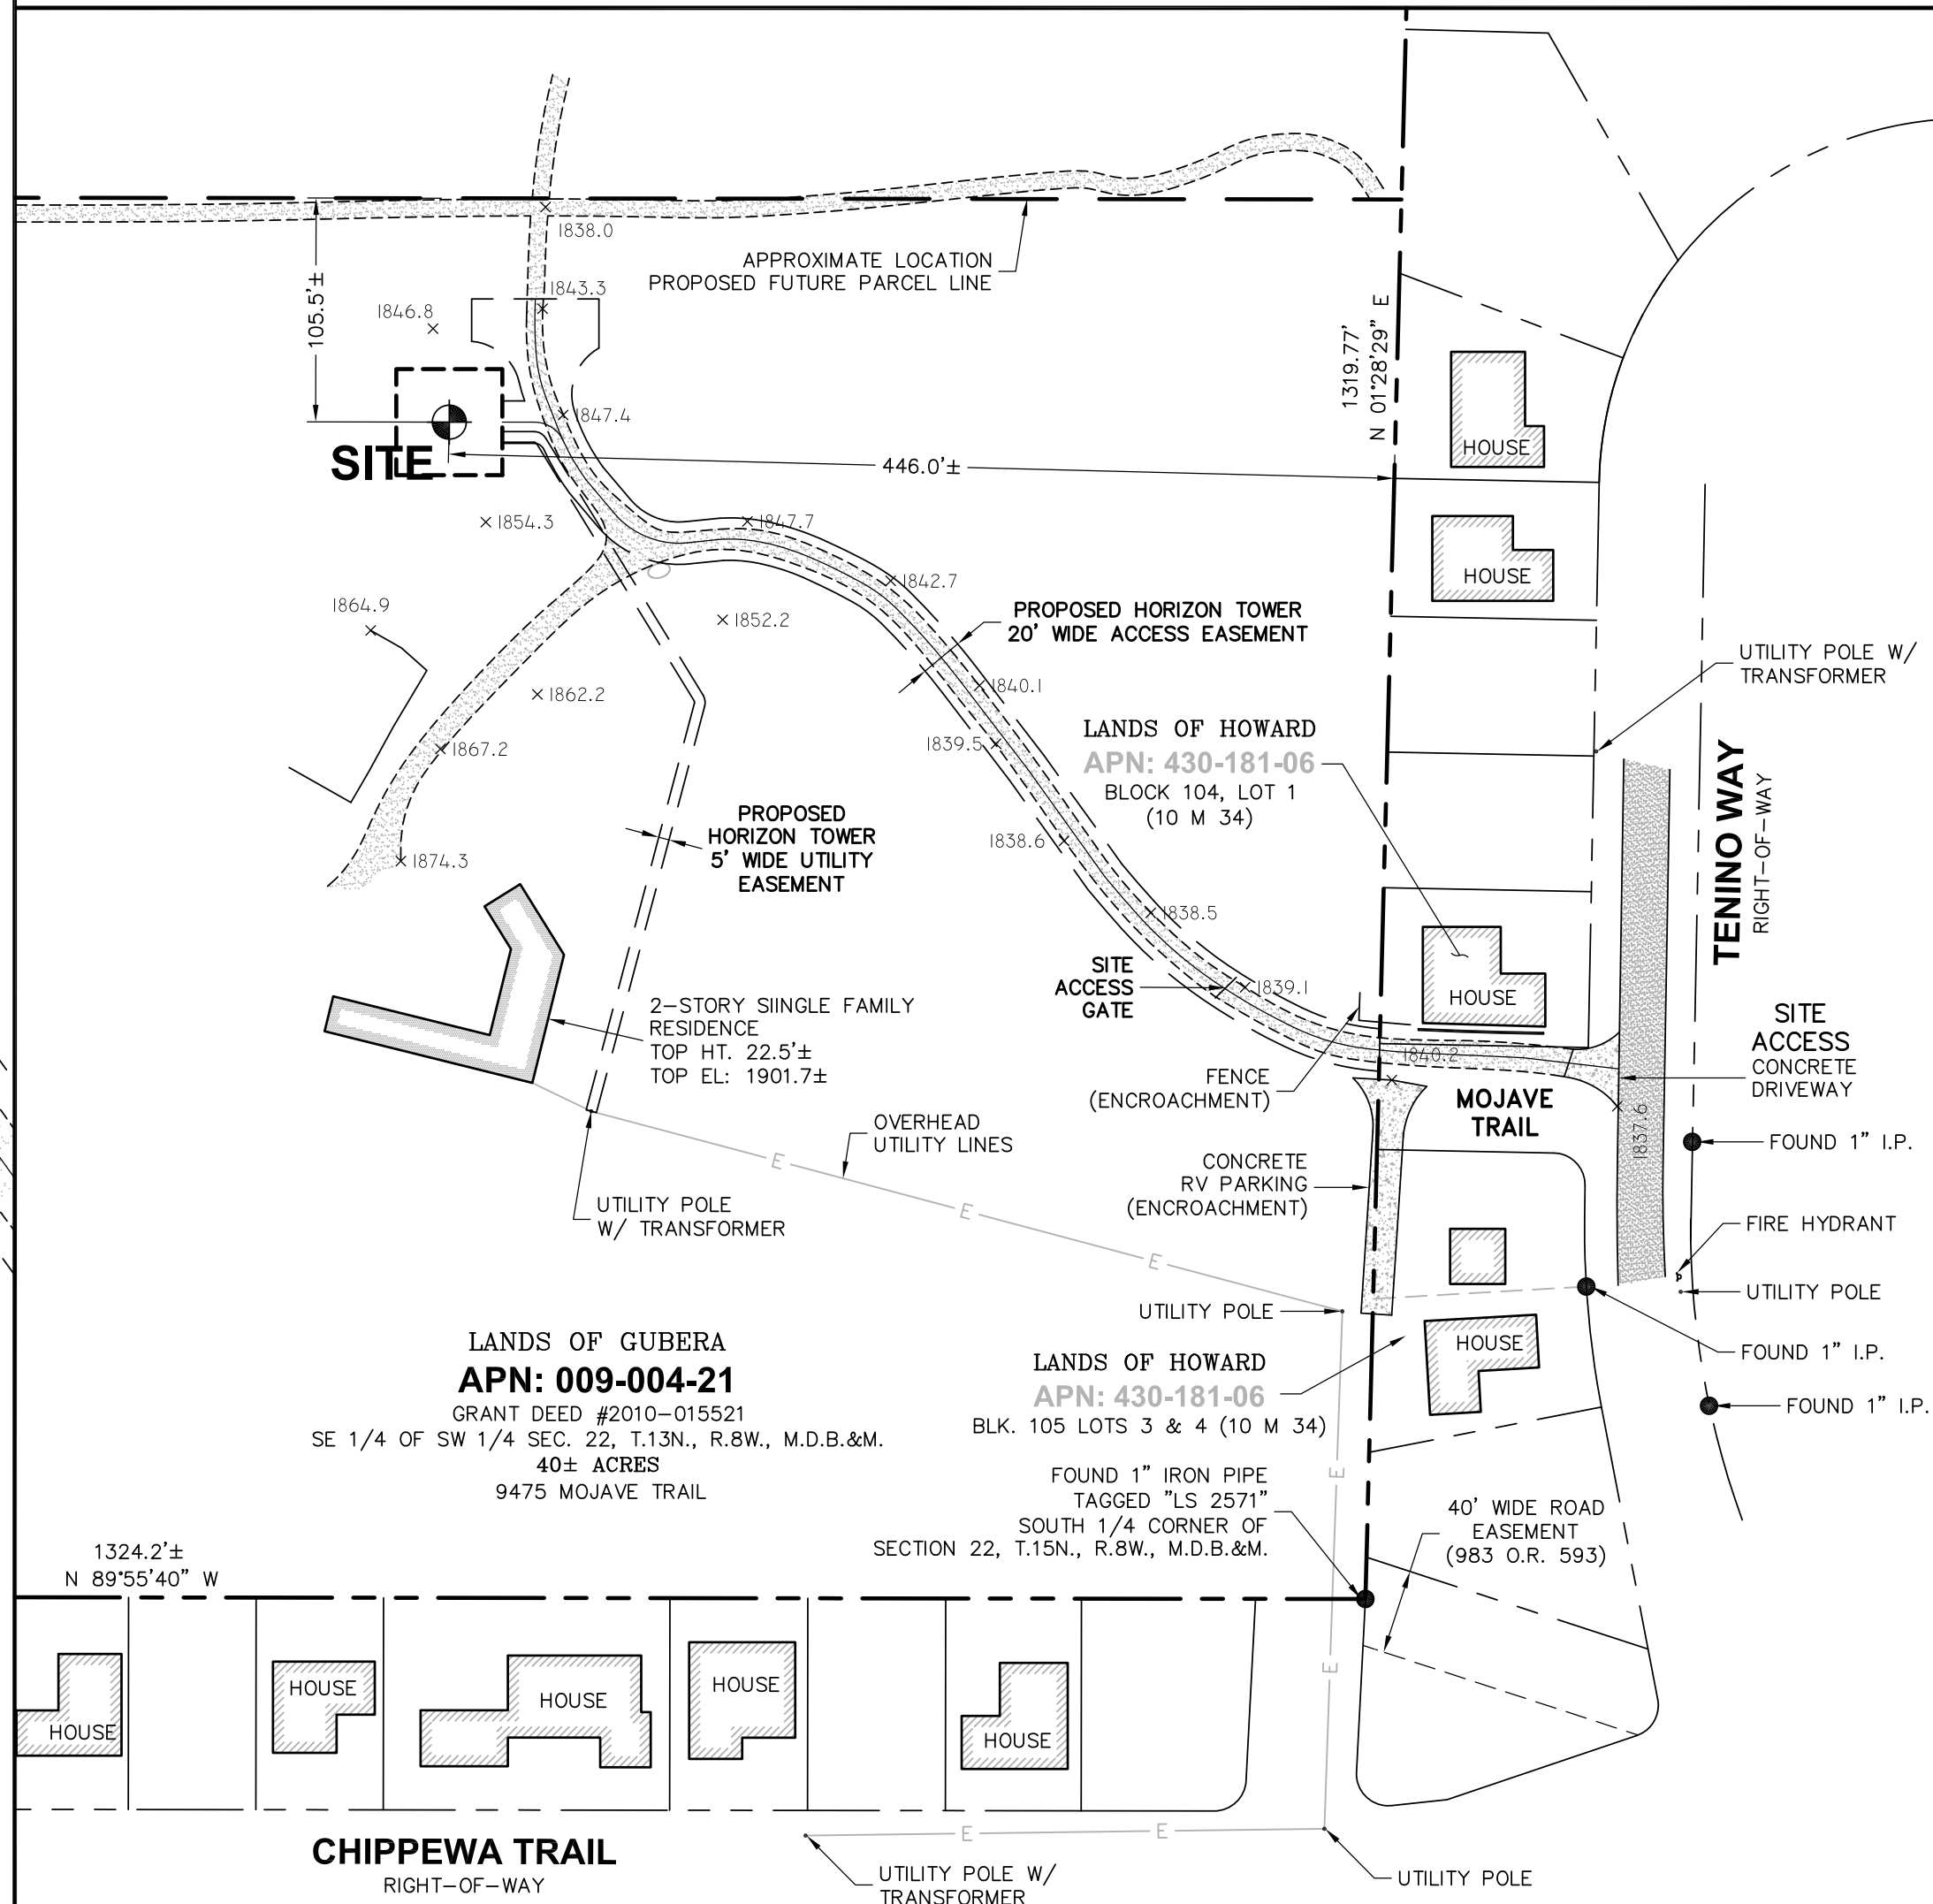 1838.0
APPROXIMATE LOCATION
PROPOSED FUTURE PARCEL LINE
105.5'±
1846.8
1843.3
1319.77'
N 01°28'29" E
1847.4
SITE
446.0'±
HOUSE
1854.3
1847.7
HOUSE
1842.7
1864.9
1852.2
PROPOSED HORIZON TOWER
20' WIDE ACCESS EASEMENT
UTILITY POLE W/
TRANSFORMER
1862.2
1840.1
LANDS OF HOWARD
APN: 430-181-06
BLOCK 104, LOT 1
(10 M 34)
1839.5
1867.2
TENINO WAY
RIGHT-OF-WAY
PROPOSED
HORIZON TOWER
5' WIDE UTILITY
EASEMENT
1838.6
1874.3
1838.5
SITE
ACCESS
GATE
1839.1
HOUSE
2-STORY SIINGLE FAMILY
RESIDENCE
TOP HT. 22.5'±
TOP EL: 1901.7±
SITE
ACCESS
CONCRETE
DRIVEWAY
1840.2
FENCE
(ENCROACHMENT)
MOJAVE
TRAIL
1837.6
OVERHEAD
UTILITY LINES
FOUND 1" I.P.
E
E
E
CONCRETE
RV PARKING
(ENCROACHMENT)
UTILITY POLE
W/ TRANSFORMER
FIRE HYDRANT
UTILITY POLE
UTILITY POLE
HOUSE
FOUND 1" I.P.
LANDS OF GUBERA
APN: 009-004-21
GRANT DEED #2010-015521
SE 1/4 OF SW 1/4 SEC. 22, T.13N., R.8W., M.D.B.&M.
40± ACRES
9475 MOJAVE TRAIL
LANDS OF HOWARD
APN: 430-181-06
BLK. 105 LOTS 3 & 4 (10 M 34)
FOUND 1" I.P.
E
FOUND 1" IRON PIPE
TAGGED "LS 2571"
SOUTH 1/4 CORNER OF
SECTION 22, T.15N., R.8W., M.D.B.&M.
40' WIDE ROAD
EASEMENT
(983 O.R. 593)
1324.2'±
N 89°55'40" W
E
HOUSE
HOUSE
HOUSE
HOUSE
HOUSE
CHIPPEWA TRAIL
RIGHT-OF-WAY
E
E
UTILITY POLE W/
TRANSFORMER
UTILITY POLE